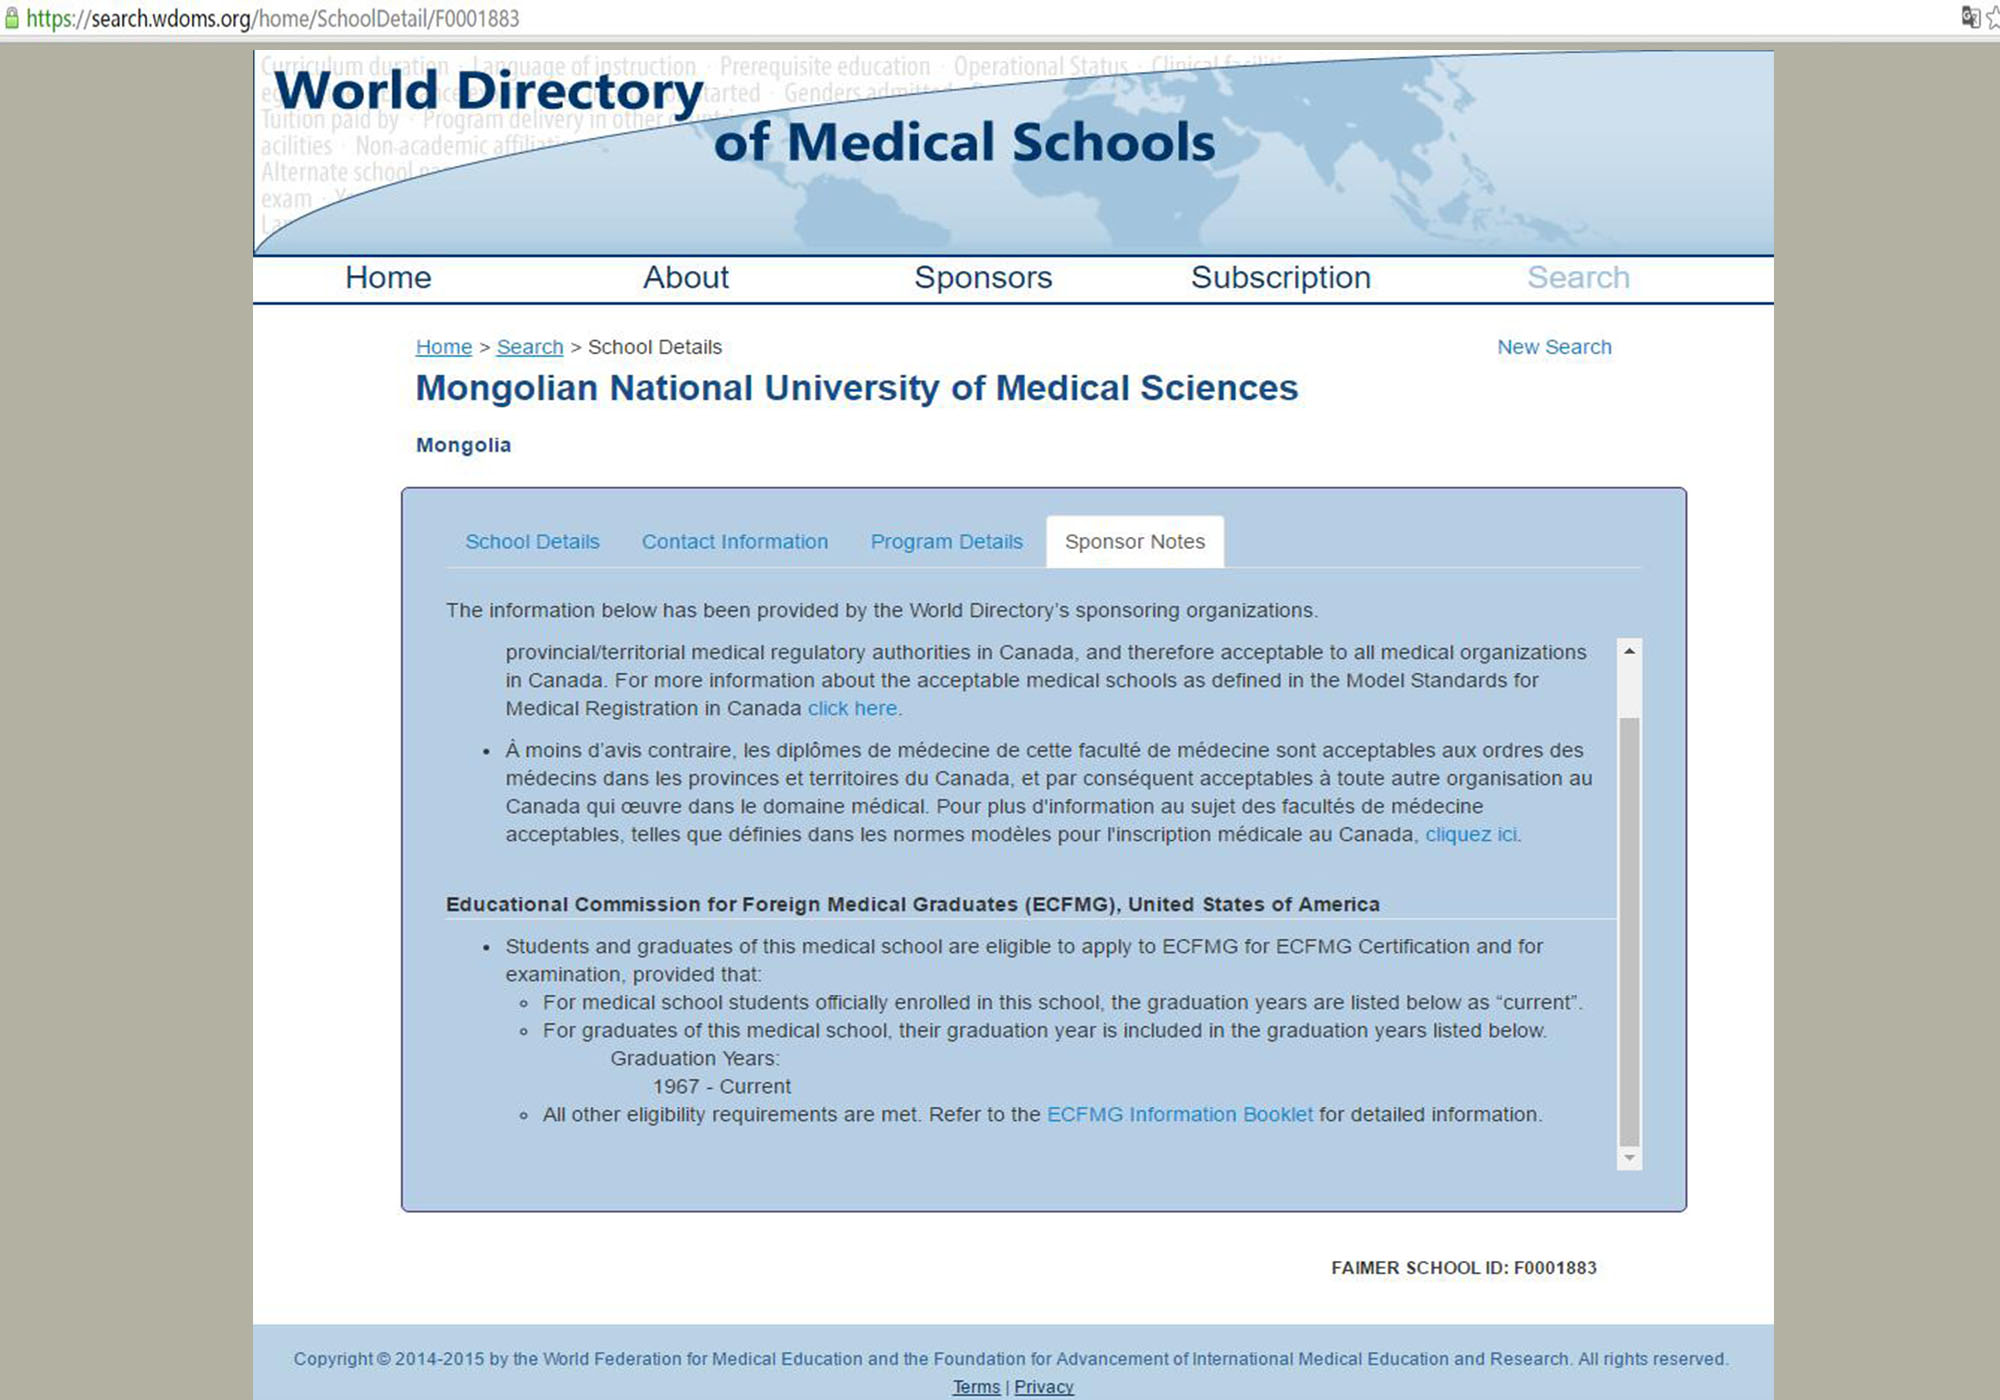 https://search.wdoms.org/home/SchoolDetail/F0001883
Curriculum duration · Language of instruction · Prerequisite education · Operational Status · Clinical
World Directory
started · Genders
Tuition paid by · Program delivery in other
of Medical Schools
acilities · Non-academic
Alternate school
exam
Home
About
Sponsors
Subscription
Search
Home > Search > School Details
New Search
Mongolian National University of Medical Sciences
Mongolia
School Details
Contact Information
Program Details
Sponsor Notes
The information below has been provided by the World Directory's sponsoring organizations.
provincial/territorial medical regulatory authorities in Canada, and therefore acceptable to all medical organizations
in Canada. For more information about the acceptable medical schools as defined in the Model Standards for
Medical Registration in Canada click here.
• À moins d'avis contraire, les diplômes de médecine de cette faculté de médecine sont acceptables aux ordres des
médecins dans les provinces et territoires du Canada, et par conséquent acceptables à toute autre organisation au
Canada qui œuvre dans le domaine médical. Pour plus d'information au sujet des facultés de médecine
acceptables, telles que définies dans les normes modèles pour l'inscription médicale au Canada, cliquez ici.
Educational Commission for Foreign Medical Graduates (ECFMG), United States of America
• Students and graduates of this medical school are eligible to apply to ECFMG for ECFMG Certification and for
examination, provided that:
∘ For medical school students officially enrolled in this school, the graduation years are listed below as “current”.
∘ For graduates of this medical school, their graduation year is included in the graduation years listed below.
Graduation Years:
1967 - Current
∘ All other eligibility requirements are met. Refer to the ECFMG Information Booklet for detailed information.
FAIMER SCHOOL ID: F0001883
Copyright © 2014-2015 by the World Federation for Medical Education and the Foundation for Advancement of International Medical Education and Research. All rights reserved.
Terms | Privacy